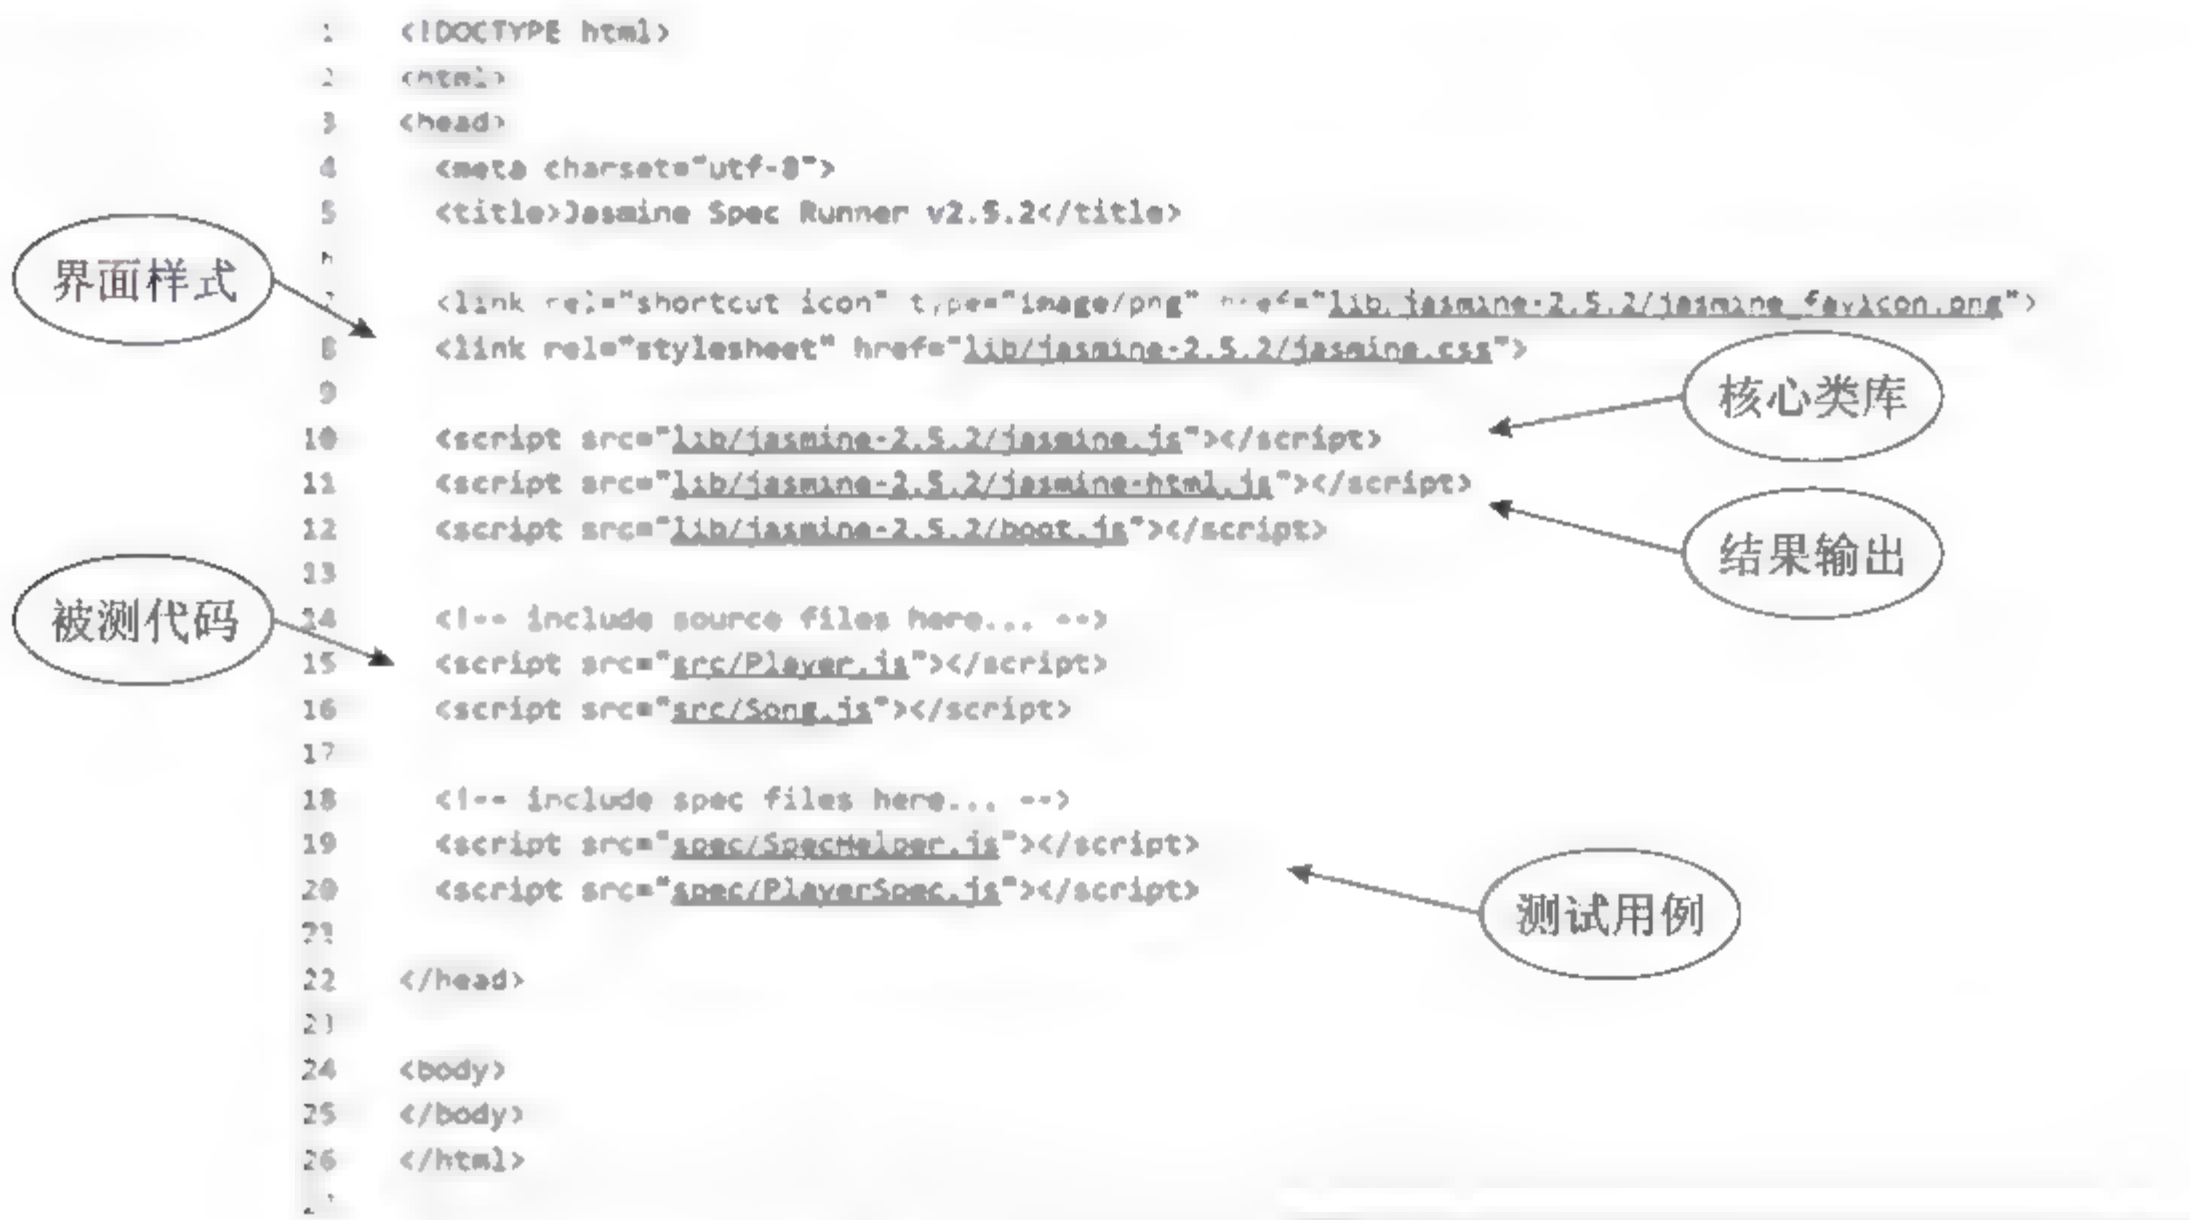 1 <!DOCTYPE html>
2 <html>
3 <head>
4 <meta charset="utf-8">
5 <title>Jasmine Spec Runner v2.5.2</title>
界面样式
7 <link rel="shortcut icon" type="image/png" href="lib/jasmine-2.5.2/jasmine_favicon.png">
8 <link rel="stylesheet" href="lib/jasmine-2.5.2/jasmine.css">
9
核心类库
10 <script src="lib/jasmine-2.5.2/jasmine.js"></script>
11 <script src="lib/jasmine-2.5.2/jasmine-html.js"></script>
12 <script src="lib/jasmine-2.5.2/boot.js"></script>
结果输出
13
被测代码
14 <!-- include source files here... -->
15 <script src="src/Player.js"></script>
16 <script src="src/Song.js"></script>
17
18 <!-- include spec files here... -->
19 <script src="spec/SpecHelper.js"></script>
20 <script src="spec/PlayerSpec.js"></script>
测试用例
21
22 </head>
23
24 <body>
25 </body>
26 </html>